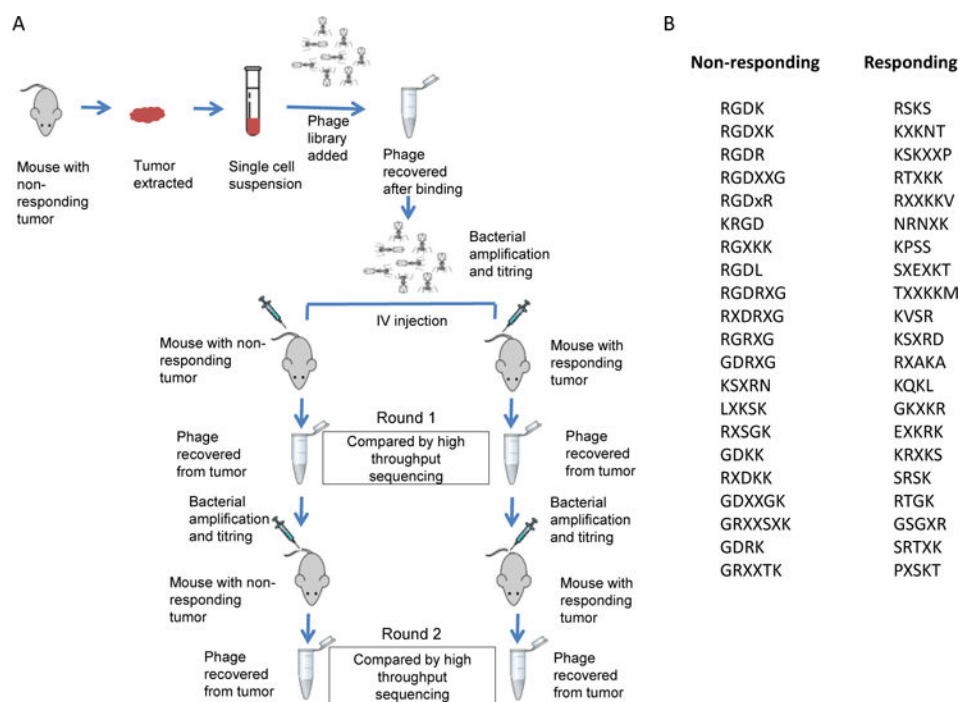 A
Mouse with
non-
responding
tumor
Tumor
extracted
Single cell
suspension
Phage
library
added
Phage
recovered
after binding
Bacterial
amplification
and titring
IV injection
Mouse with non-
responding
tumor
Mouse with
responding
tumor
Round 1
Phage
recovered
from tumor
Compared by high
throughput
sequencing
Phage
recovered
from tumor
Bacterial
amplification
and titring
Bacterial
amplification
and titring
Mouse with non-
responding
tumor
Mouse with
responding
tumor
Round 2
Phage
recovered
from tumor
Compared by high
throughput
sequencing
Phage
recovered
from tumor
B
Non-responding Responding
RGDK RSKS
RGDXK KXKNT
RGDR KSKXXP
RGDXXG RTXKK
RGDxR RXXKKV
KRGD NRNXK
RGXKK KPSS
RGDL SXEXKT
RGDRXG TXXKKM
RXDRXG KVSR
RGRXG KSXRD
GDRXG RXAKA
KSXRN KQKL
LXKSK GKXKR
RXSGK EXKRK
GDKK KRXKS
RXDKK SRSK
GDXXGK RTGK
GRXXSXK GSGXR
GDRK SRTXK
GRXXTK PXSKT